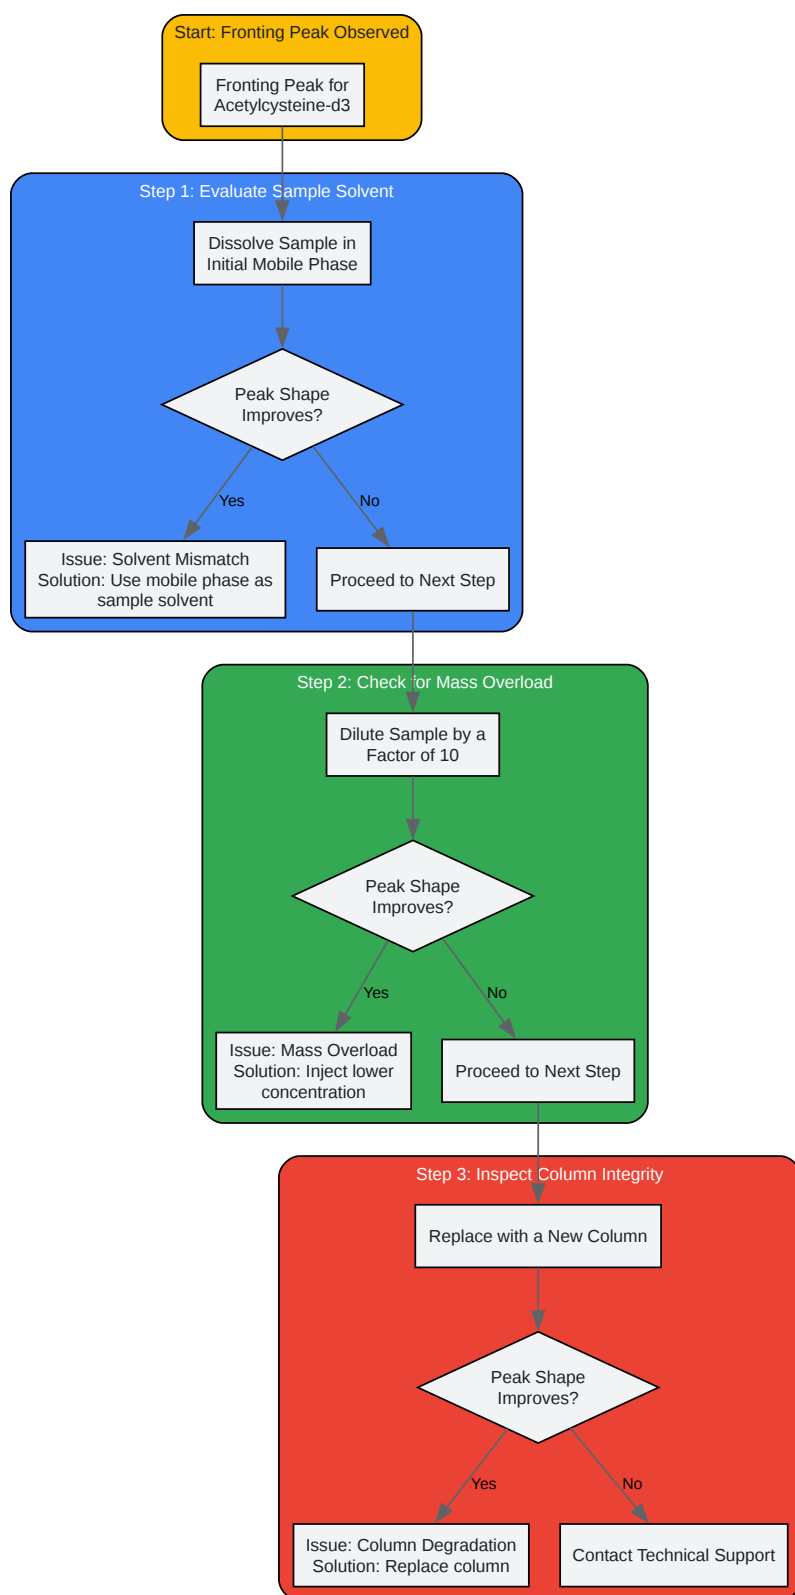 Start: Fronting Peak Observed
Fronting Peak for
Acetylcysteine-d3
Step 1: Evaluate Sample Solvent
Dissolve Sample in
Initial Mobile Phase
Peak Shape
Improves?
Yes
No
Issue: Solvent Mismatch
Solution: Use mobile phase as
sample solvent
Proceed to Next Step
Step 2: Check for Mass Overload
Dilute Sample by a
Factor of 10
Peak Shape
Improves?
Yes
No
Issue: Mass Overload
Solution: Inject lower
concentration
Proceed to Next Step
Step 3: Inspect Column Integrity
Replace with a New Column
Peak Shape
Improves?
Yes
No
Issue: Column Degradation
Solution: Replace column
Contact Technical Support